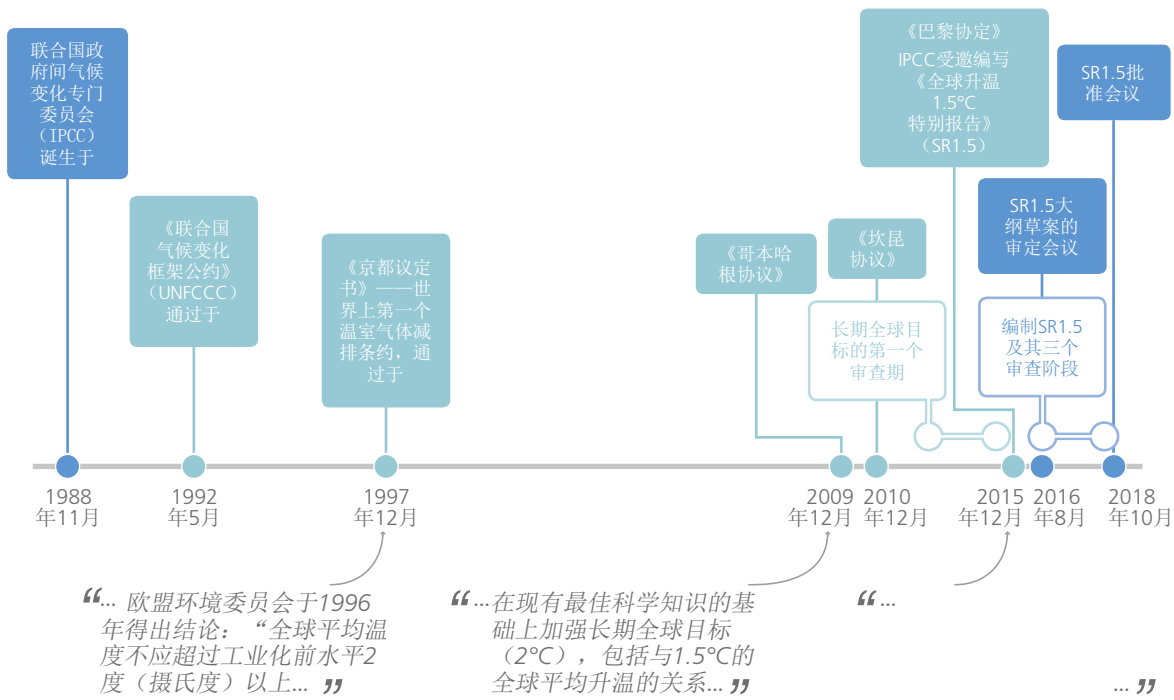 联合国政
府间气候
变化专门
委员会
（IPCC）
诞生于
《联合国
气候变化
框架公约》
（UNFCCC）
通过于
《京都议定
书》——世
界上第一个
温室气体减
排条约，通
过于
《哥本哈
根协议》
《坎昆
协议》
长期全球目
标的第一个
审查期
《巴黎协定》
IPCC受邀编写
《全球升温
1.5°C
特别报告》
（SR1.5）
SR1.5大
纲草案的
审定会议
编制SR1.5
及其三个
审查阶段
SR1.5批
准会议
1988
年11月
1992
年5月
1997
年12月
2009
年12月
2010
年12月
2015
年12月
2016
年8月
2018
年10月
“... 欧盟环境委员会于1996
年得出结论：“全球平均温
度不应超过工业化前水平2
度（摄氏度）以上... ”
“...在现有最佳科学知识的基
础上加强长期全球目标
（2°C），包括与1.5°C的
全球平均升温的关系... ”
“ ...
... ”